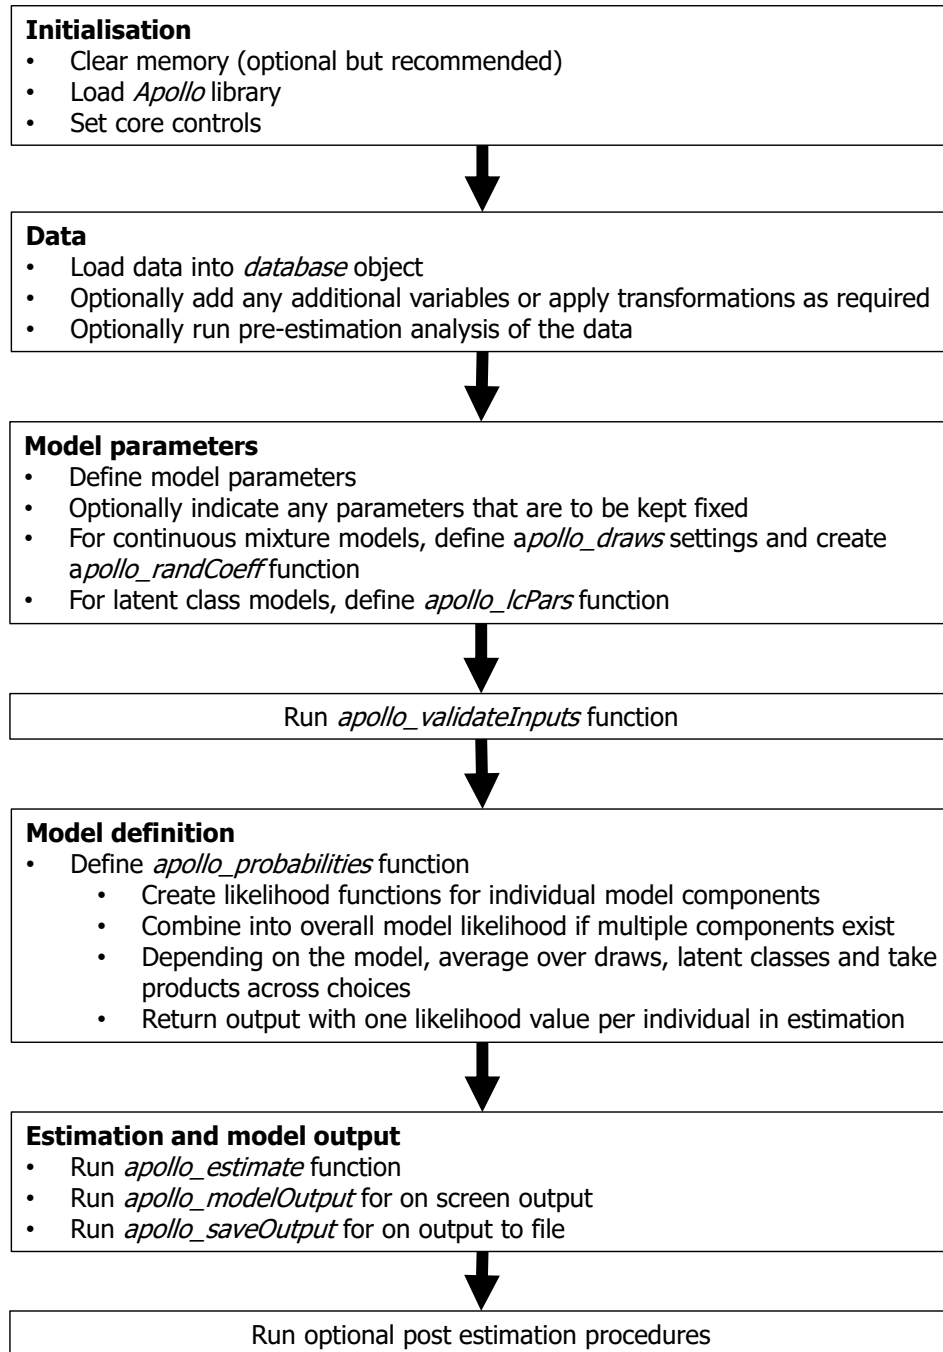 Initialisation
• Clear memory (optional but recommended)
• Load Apollo library
• Set core controls
Data
• Load data into database object
• Optionally add any additional variables or apply transformations as required
• Optionally run pre-estimation analysis of the data
Model parameters
• Define model parameters
• Optionally indicate any parameters that are to be kept fixed
• For continuous mixture models, define apollo_draws settings and create
apollo_randCoeff function
• For latent class models, define apollo_lcPars function
Run apollo_validateInputs function
Model definition
• Define apollo_probabilities function
• Create likelihood functions for individual model components
• Combine into overall model likelihood if multiple components exist
• Depending on the model, average over draws, latent classes and take
products across choices
• Return output with one likelihood value per individual in estimation
Estimation and model output
• Run apollo_estimate function
• Run apollo_modelOutput for on screen output
• Run apollo_saveOutput for on output to file
Run optional post estimation procedures